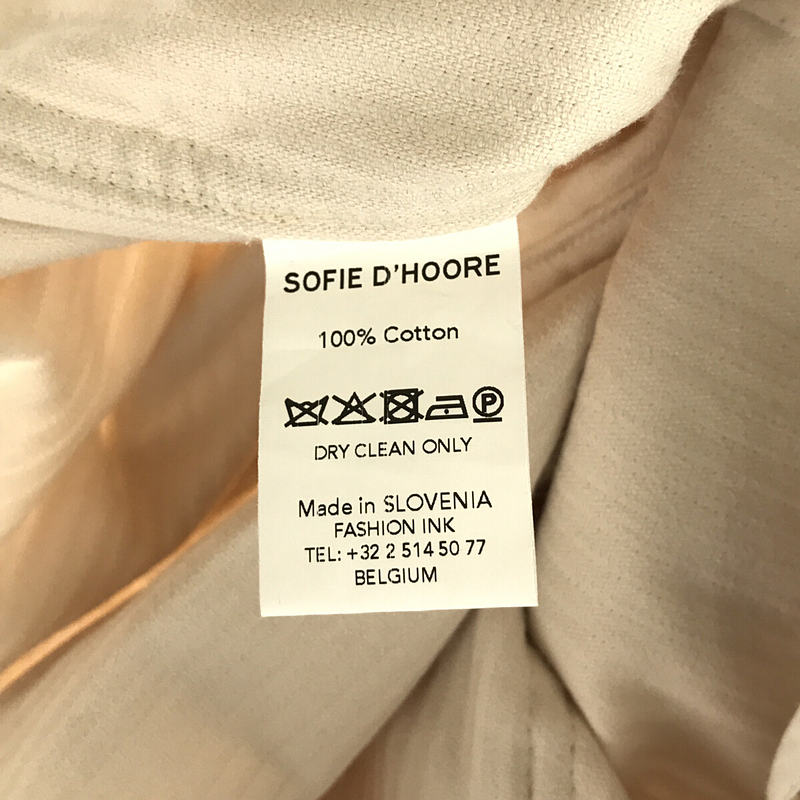 SOFIE D'HOORE
100% Cotton
P
DRY CLEAN ONLY
Made in SLOVENIA
FASHION INK
TEL: +32 2 514 50 77
BELGIUM